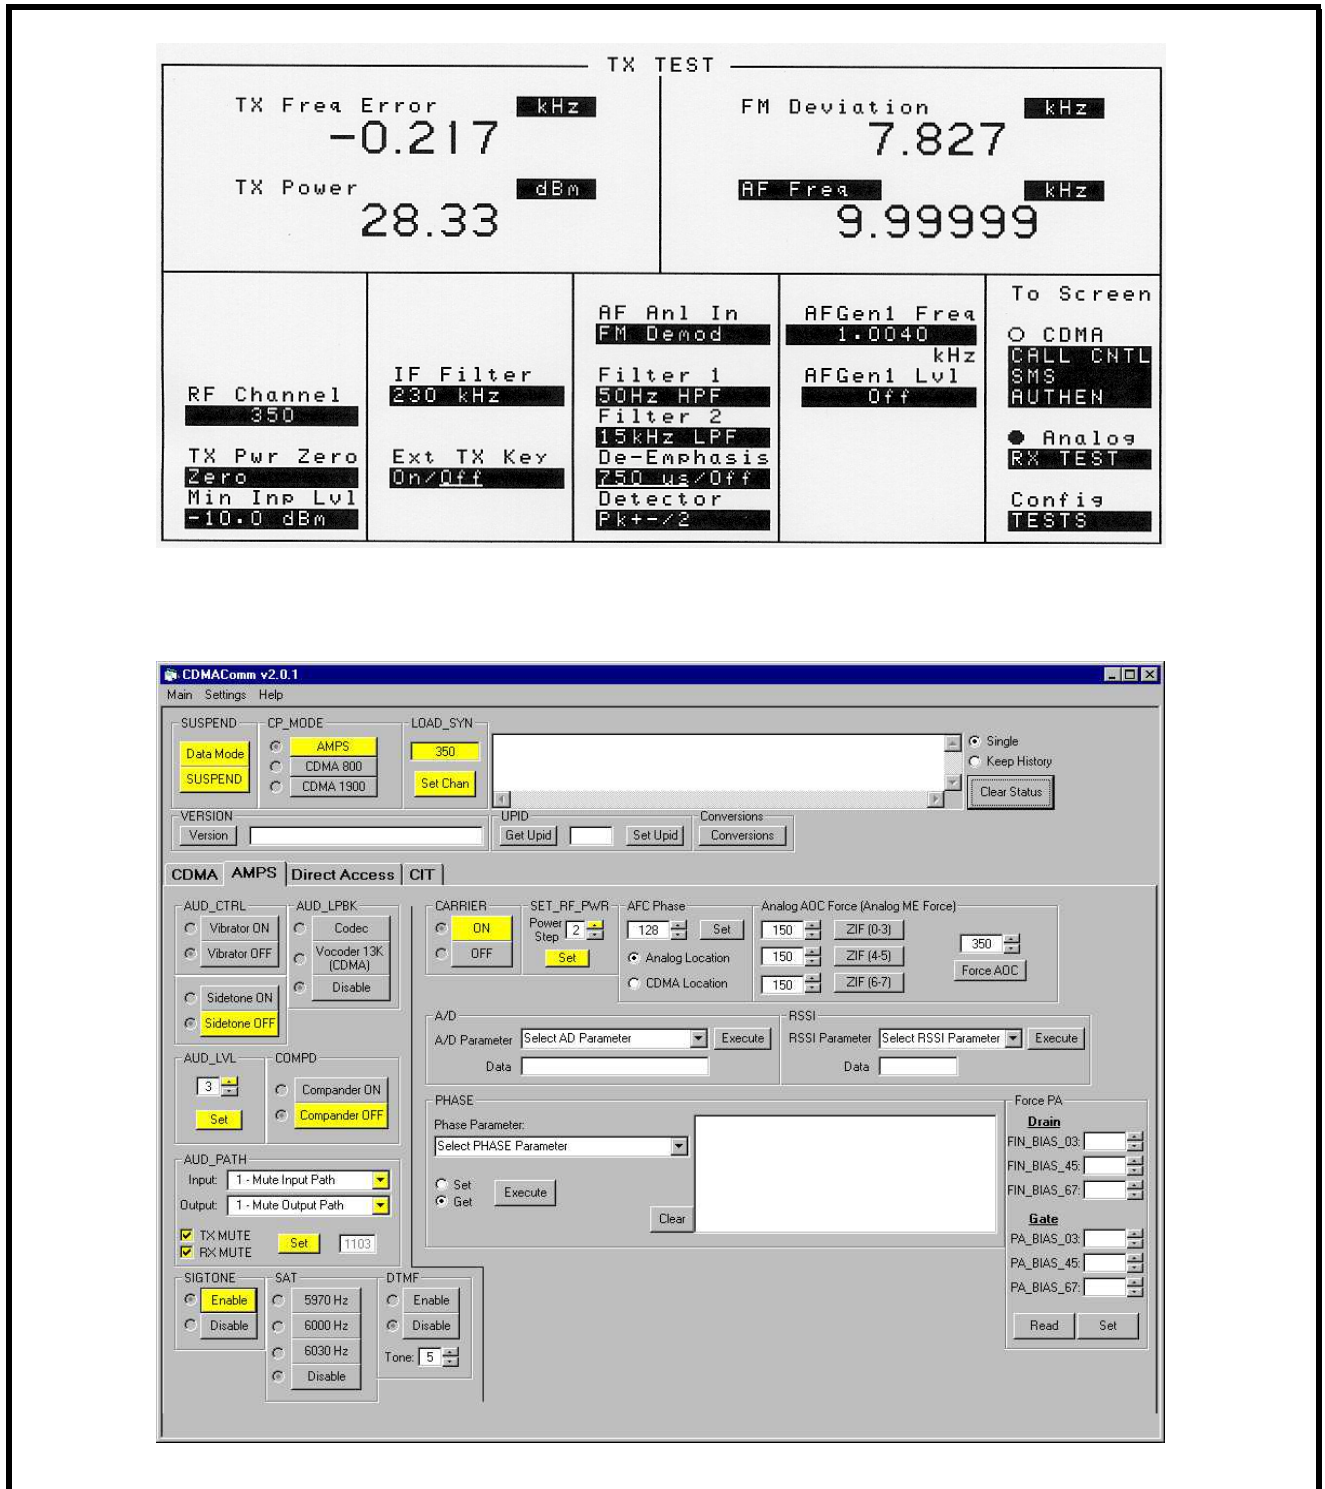 TX TEST
TX Freq Error kHz
-0.217
TX Power dBm
28.33
FM Deviation kHz
7.827
AF Freq kHz
9.99999
RF Channel
350
TX Pwr Zero
Zero
Min Inp Lvl
-10.0 dBm
IF Filter
230 kHz
Ext TX Key
On/Off
AF Anl In
FM Demod
Filter 1
50Hz HPF
Filter 2
15kHz LPF
De-Emphasis
750 us/Off
Detector
Pk+-/2
AFGen1 Freq
1.0040
kHz
AFGen1 Lvl
Off
To Screen
CDMA
CALL CNTL
SMS
AUTHEN
Analog
RX TEST
Config
TESTS
CDMAComm v2.0.1
Main Settings Help
SUSPEND
Data Mode
SUSPEND
CP_MODE
AMPS
CDMA 800
CDMA 1900
LOAD_SYN
350
Set Chan
Single
Keep History
Clear Status
VERSION
Version
UPID
Get Upid
Set Upid
Conversions
Conversions
CDMA AMPS Direct Access CIT
AUD_CTRL
Vibrator ON
Vibrator OFF
Sidetone ON
Sidetone OFF
AUD_LPBK
Codec
Vocoder 13K
(CDMA)
Disable
AUD_LVL
3
Set
COMPD
Compander ON
Compander OFF
AUD_PATH
Input: 1 - Mute Input Path
Output: 1 - Mute Output Path
TX MUTE
RX MUTE
Set
1103
SIGTONE
Enable
Disable
SAT
5970 Hz
6000 Hz
6030 Hz
Disable
DTMF
Enable
Disable
Tone: 5
CARRIER
ON
OFF
SET_RF_PWR
Power
Step
2
Set
AFC Phase
128
Set
Analog Location
CDMA Location
Analog AOC Force (Analog ME Force)
150 ZIF (0-3)
150 ZIF (4-5)
150 ZIF (6-7)
350
Force AOC
A/D
A/D Parameter Select AD Parameter Execute
Data
RSSI
RSSI Parameter Select RSSI Parameter Execute
Data
PHASE
Phase Parameter:
Select PHASE Parameter
Set
Get
Execute
Clear
Force PA
Drain
FIN_BIAS_03:
FIN_BIAS_45:
FIN_BIAS_67:
Gate
PA_BIAS_03:
PA_BIAS_45:
PA_BIAS_67:
Read
Set